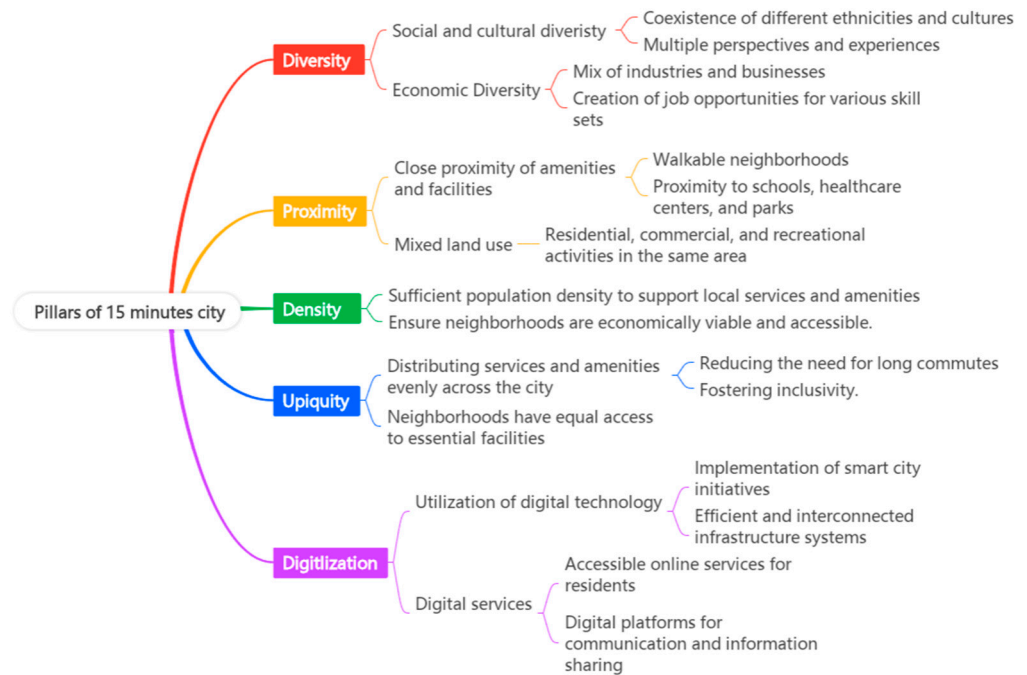 Pillars of 15 minutes city
Diversity
Social and cultural diveristy
Coexistence of different ethnicities and cultures
Multiple perspectives and experiences
Economic Diversity
Mix of industries and businesses
Creation of job opportunities for various skill
sets
Proximity
Close proximity of amenities
and facilities
Walkable neighborhoods
Proximity to schools, healthcare
centers, and parks
Mixed land use
Residential, commercial, and recreational
activities in the same area
Density
Sufficient population density to support local services and amenities
Ensure neighborhoods are economically viable and accessible.
Upiquity
Distributing services and amenities
evenly across the city
Reducing the need for long commutes
Fostering inclusivity.
Neighborhoods have equal access
to essential facilities
Digitlization
Utilization of digital technology
Implementation of smart city
initiatives
Efficient and interconnected
infrastructure systems
Digital services
Accessible online services for
residents
Digital platforms for
communication and information
sharing